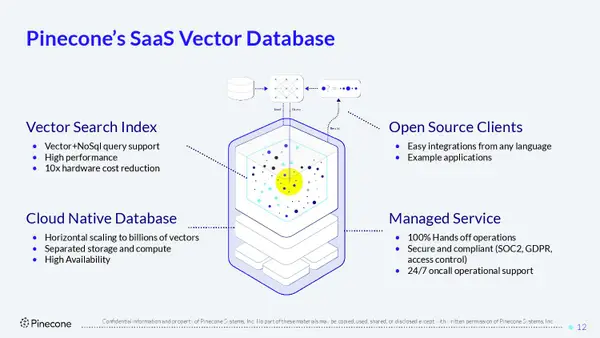 Pinecone's SaaS Vector Database
Vector Search Index
Vector+NoSql query support
High performance
10x hardware cost reduction
Open Source Clients
Easy integrations from any language
Example applications
Cloud Native Database
Horizontal scaling to billions of vectors
Separated storage and compute
High Availability
Managed Service
100% Hands off operations
Secure and compliant (SOC2, GDPR,
access control)
24/7 oncall operational support
Pinecone
Confidential information and property of Pinecone Systems, Inc. No part of these materials may be copied, used, shared, or disclosed except with written permission of Pinecone Systems, Inc.
12